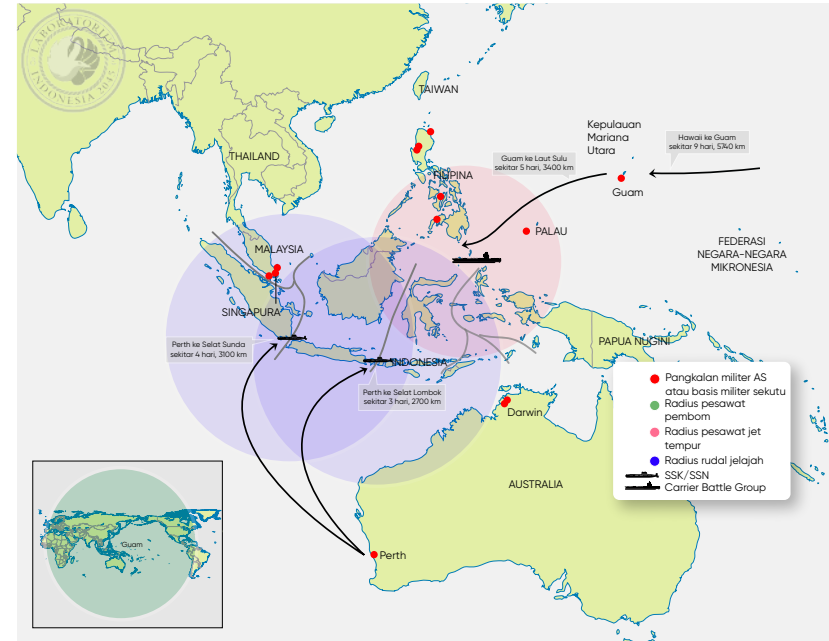 LABORATORIUM
INDONESIA 2045
TAIWAN
Kepulauan
Mariana
Utara
Hawaii ke Guam
sekitar 9 hari, 5740 km
Guam ke Laut Sulu
sekitar 5 hari, 3400 km
THAILAND
FILIPINA
Guam
PALAU
FEDERASI
NEGARA-NEGARA
MIKRONESIA
MALAYSIA
SINGAPURA
Perth ke Selat Sunda
sekitar 4 hari, 3100 km
INDONESIA
PAPUA NUGINI
Perth ke Selat Lombok
sekitar 3 hari, 2700 km
Darwin
AUSTRALIA
Perth
Pangkalan militer AS
atau basis militer sekutu
Radius pesawat
pembom
Radius pesawat jet
tempur
Radius rudal jelajah
SSK/SSN
Carrier Battle Group
Guam